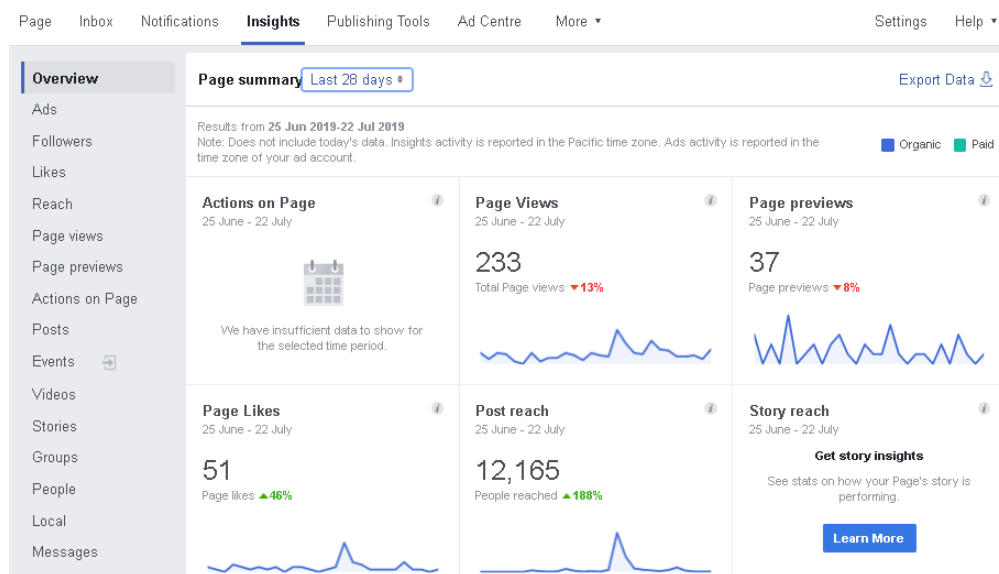 Page Inbox Notifications Insights Publishing Tools Ad Centre More Settings Help
Overview
Ads
Followers
Likes
Reach
Page views
Page previews
Actions on Page
Posts
Events
Videos
Stories
Groups
People
Local
Messages
Page summary Last 28 days
Export Data
Results from 25 Jun 2019-22 Jul 2019
Note: Does not include today's data. Insights activity is reported in the Pacific time zone. Ads activity is reported in the
time zone of your ad account.
Organic Paid
Actions on Page
25 June - 22 July
We have insufficient data to show for
the selected time period.
Page Views
25 June - 22 July
233
Total Page views ▼13%
Page previews
25 June - 22 July
37
Page previews ▼8%
Page Likes
25 June - 22 July
51
Page likes ▲46%
Post reach
25 June - 22 July
12,165
People reached ▲188%
Story reach
25 June - 22 July
Get story insights
See stats on how your Page's story is
performing.
Learn More